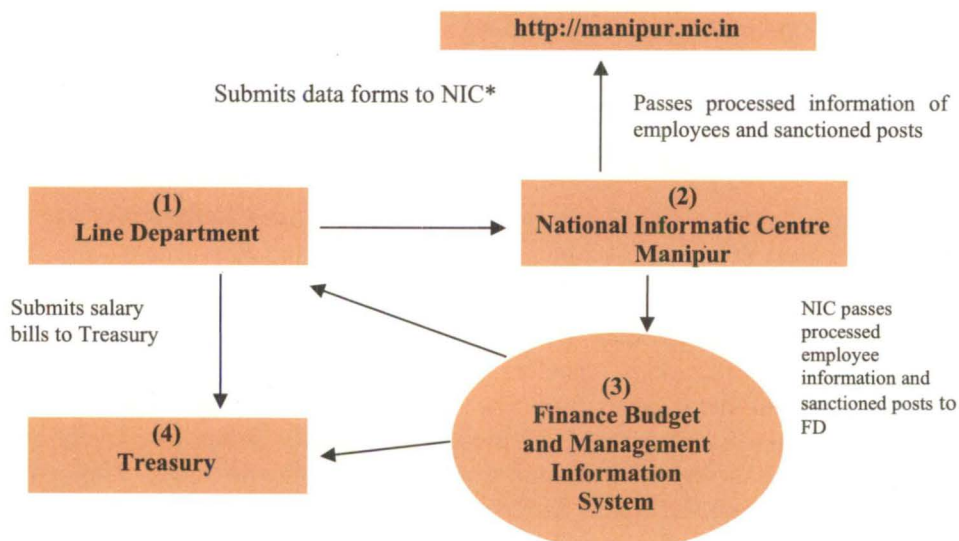 http://manipur.nic.in
Submits data forms to NIC*
Passes processed information of
employees and sanctioned posts
(1)
Line Department
(2)
National Informatic Centre
Manipur
Submits salary
bills to Treasury
NIC passes
processed
employee
information and
sanctioned posts to
FD
(3)
Finance Budget
and Management
Information
System
(4)
Treasury